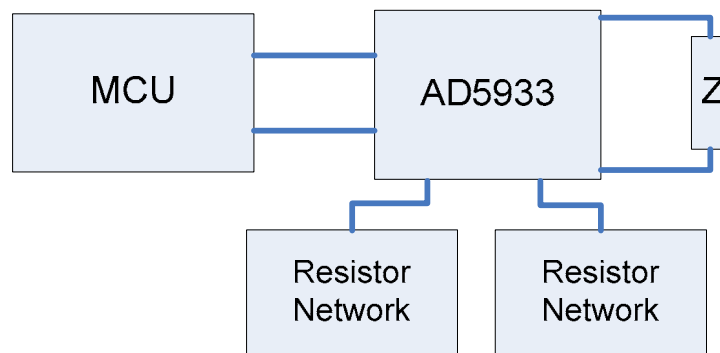 MCU
AD5933
Z
Resistor
Network
Resistor
Network